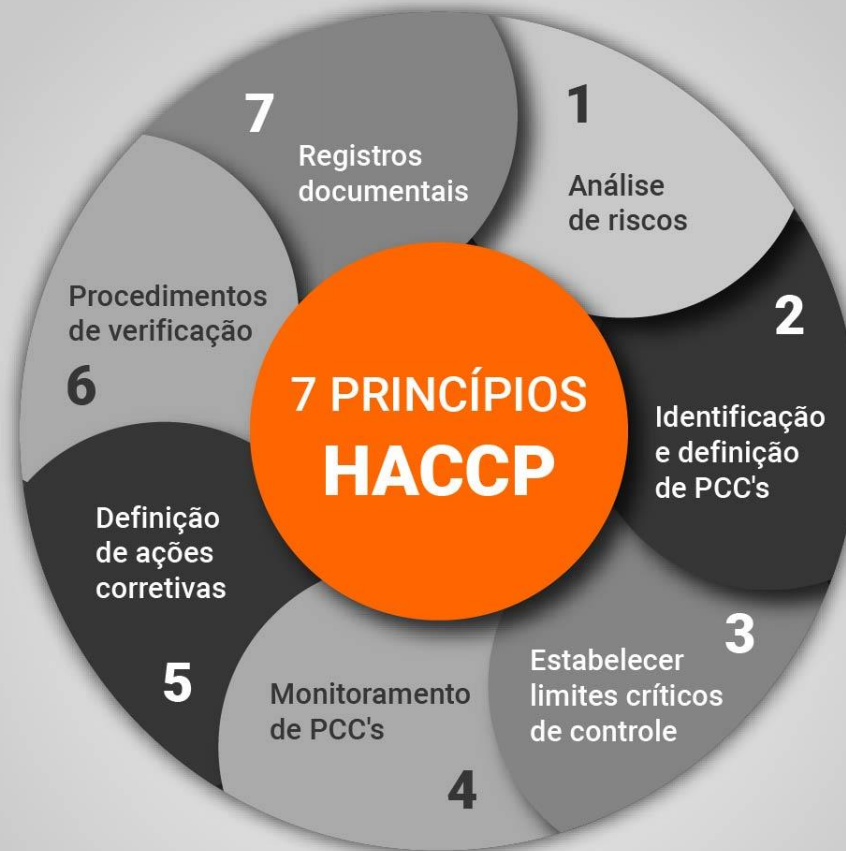 7 PRINCÍPIOS
HACCP
1
Análise
de riscos
2
Identificação
e definição
de PCC's
3
Estabelecer
limites críticos
de controle
Monitoramento
de PCC's
4
Definição
de ações
corretivas
5
Procedimentos
de verificação
6
7
Registros
documentais